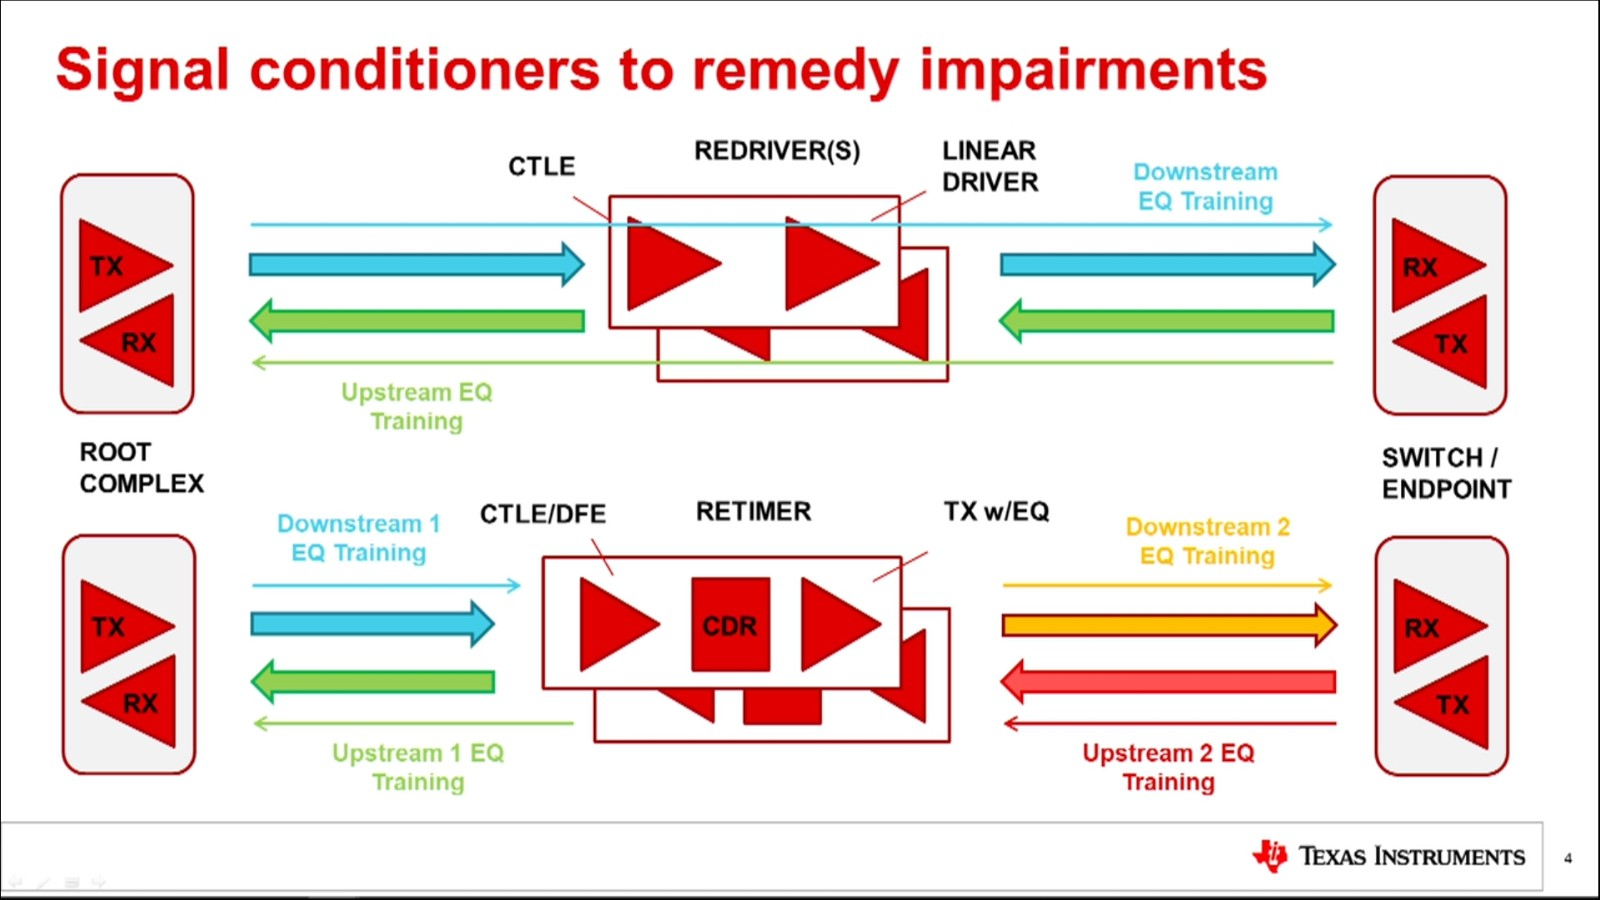 Signal conditioners to remedy impairments
CTLE
REDRIVER(S)
LINEAR
DRIVER
Downstream
EQ Training
TX
RX
RX
TX
Upstream EQ
Training
ROOT
COMPLEX
SWITCH /
ENDPOINT
Downstream 1
EQ Training
CTLE/DFE
RETIMER
TX w/EQ
Downstream 2
EQ Training
TX
RX
CDR
RX
TX
Upstream 1 EQ
Training
Upstream 2 EQ
Training
TEXAS INSTRUMENTS
4